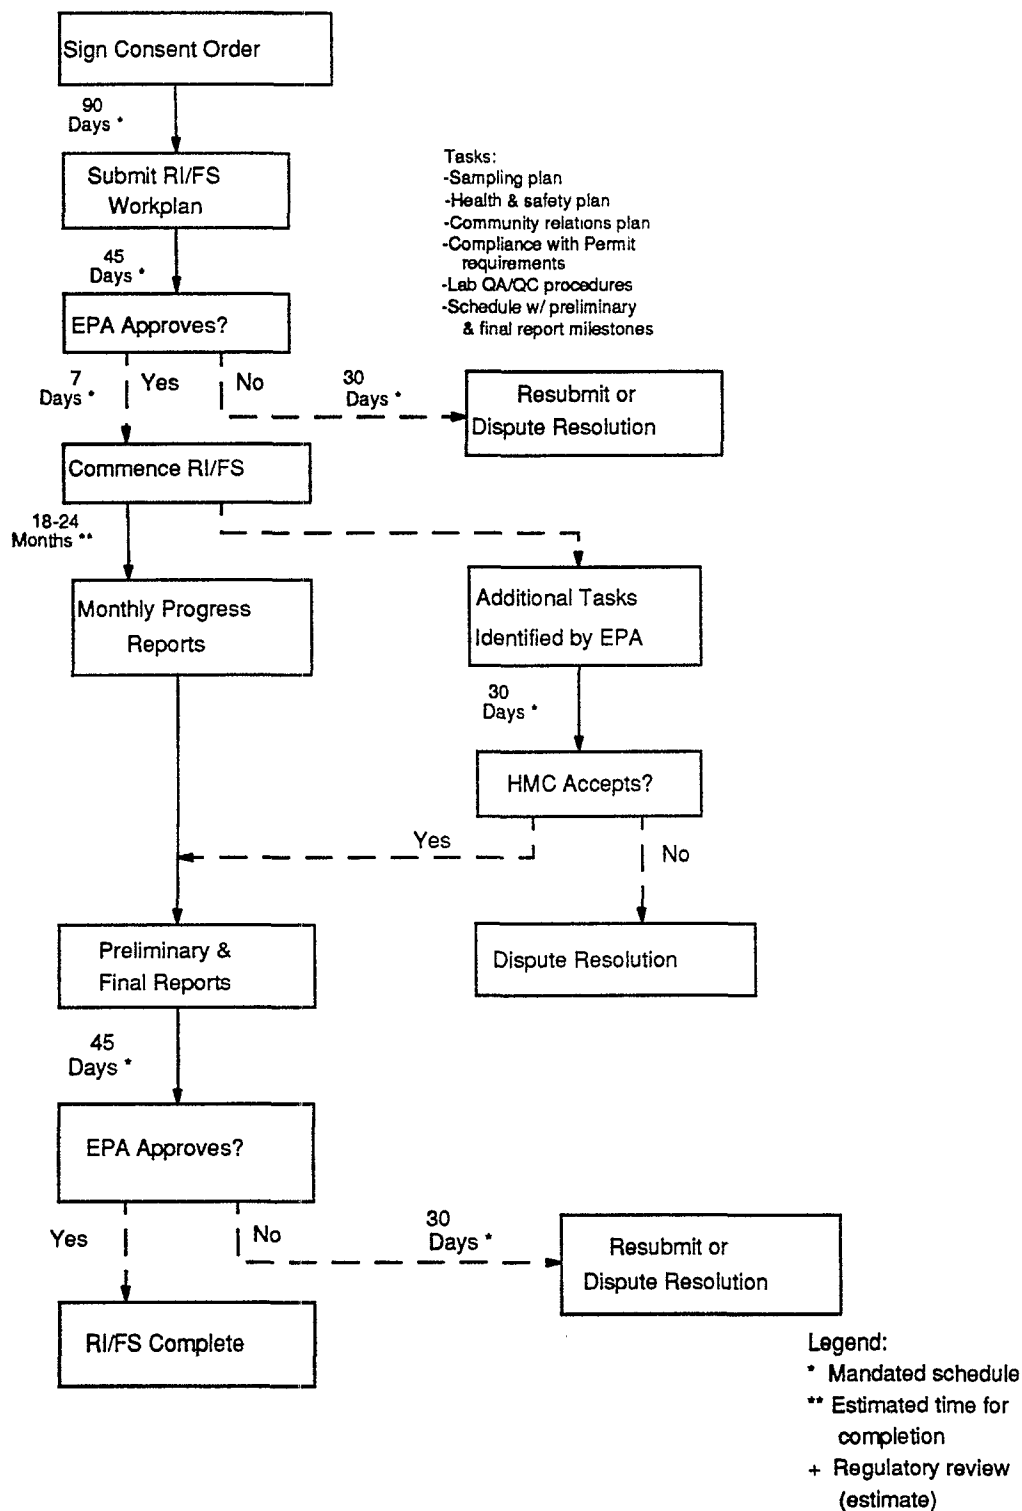 Sign Consent Order
90
Days *
Submit RI/FS
Workplan
Tasks:
-Sampling plan
-Health & safety plan
-Community relations plan
-Compliance with Permit
requirements
-Lab QA/QC procedures
-Schedule w/ preliminary
& final report milestones
45
Days *
EPA Approves?
7
Days *
Yes
No
30
Days *
Resubmit or
Dispute Resolution
Commence RI/FS
18-24
Months **
Monthly Progress
Reports
Additional Tasks
Identified by EPA
30
Days *
HMC Accepts?
Yes
No
Preliminary &
Final Reports
Dispute Resolution
45
Days *
EPA Approves?
Yes
No
30
Days *
Resubmit or
Dispute Resolution
RI/FS Complete
Legend:
* Mandated schedule
** Estimated time for
completion
+ Regulatory review
(estimate)